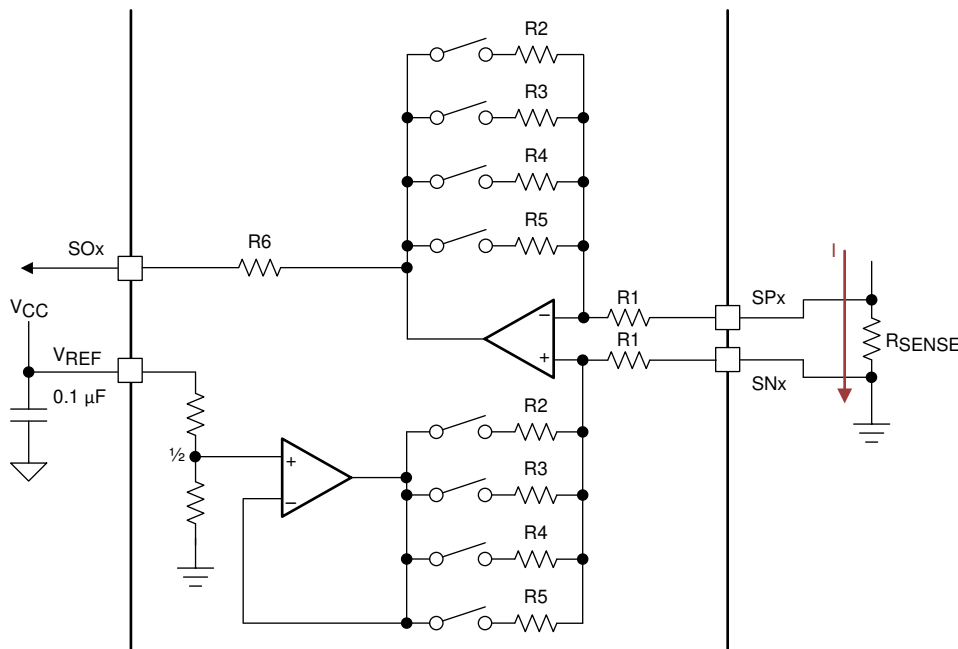 R2
R3
R4
R5
SOx
R6
I
VCC
R1
SPx
−
R1
RSENSE
VREF
+
SNx
0.1 µF
R2
½
+
R3
−
R4
R5